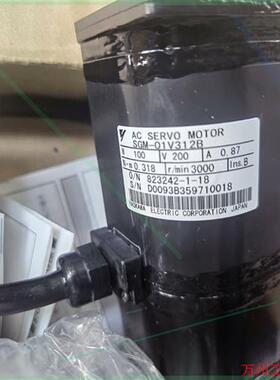 AC SERVO MOTOR
SGM-01V312B
W 100 V 200 A 0.87
N·m 0.318 r/min 3000 Ins. B
O/N 823242-1-18
S/N D0093B359710018
YASKAWA ELECTRIC CORPORATION JAPAN